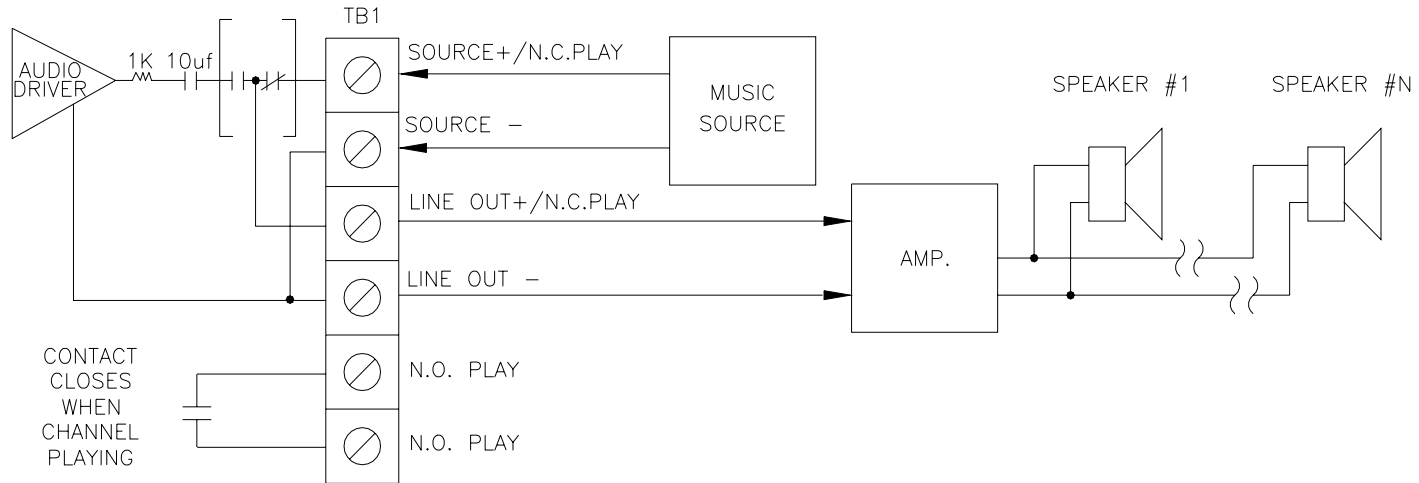 TB1
AUDIO
DRIVER
1K 10uf
SOURCE+/N.C.PLAY
SOURCE -
MUSIC
SOURCE
LINE OUT+/N.C.PLAY
LINE OUT -
AMP.
SPEAKER #1
SPEAKER #N
CONTACT
CLOSES
WHEN
CHANNEL
PLAYING
N.O. PLAY
N.O. PLAY